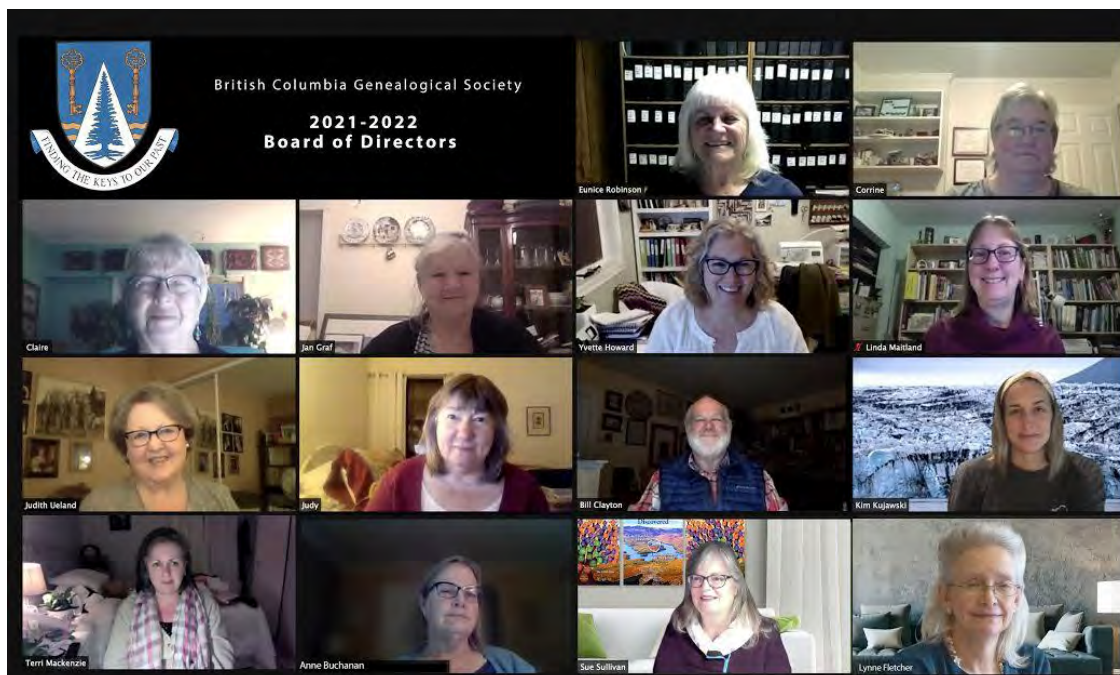 British Columbia Genealogical Society
2021-2022
Board of Directors
FINDING THE KEYS TO OUR PAST
Eunice Robinson
Corrine
Claire
Jan Graf
Yvette Howard
Linda Maitland
Judith Ueland
Judy
Bill Clayton
Kim Kujawski
Discovered
Terri Mackenzie
Anne Buchanan
Sue Sullivan
Lynne Fletcher